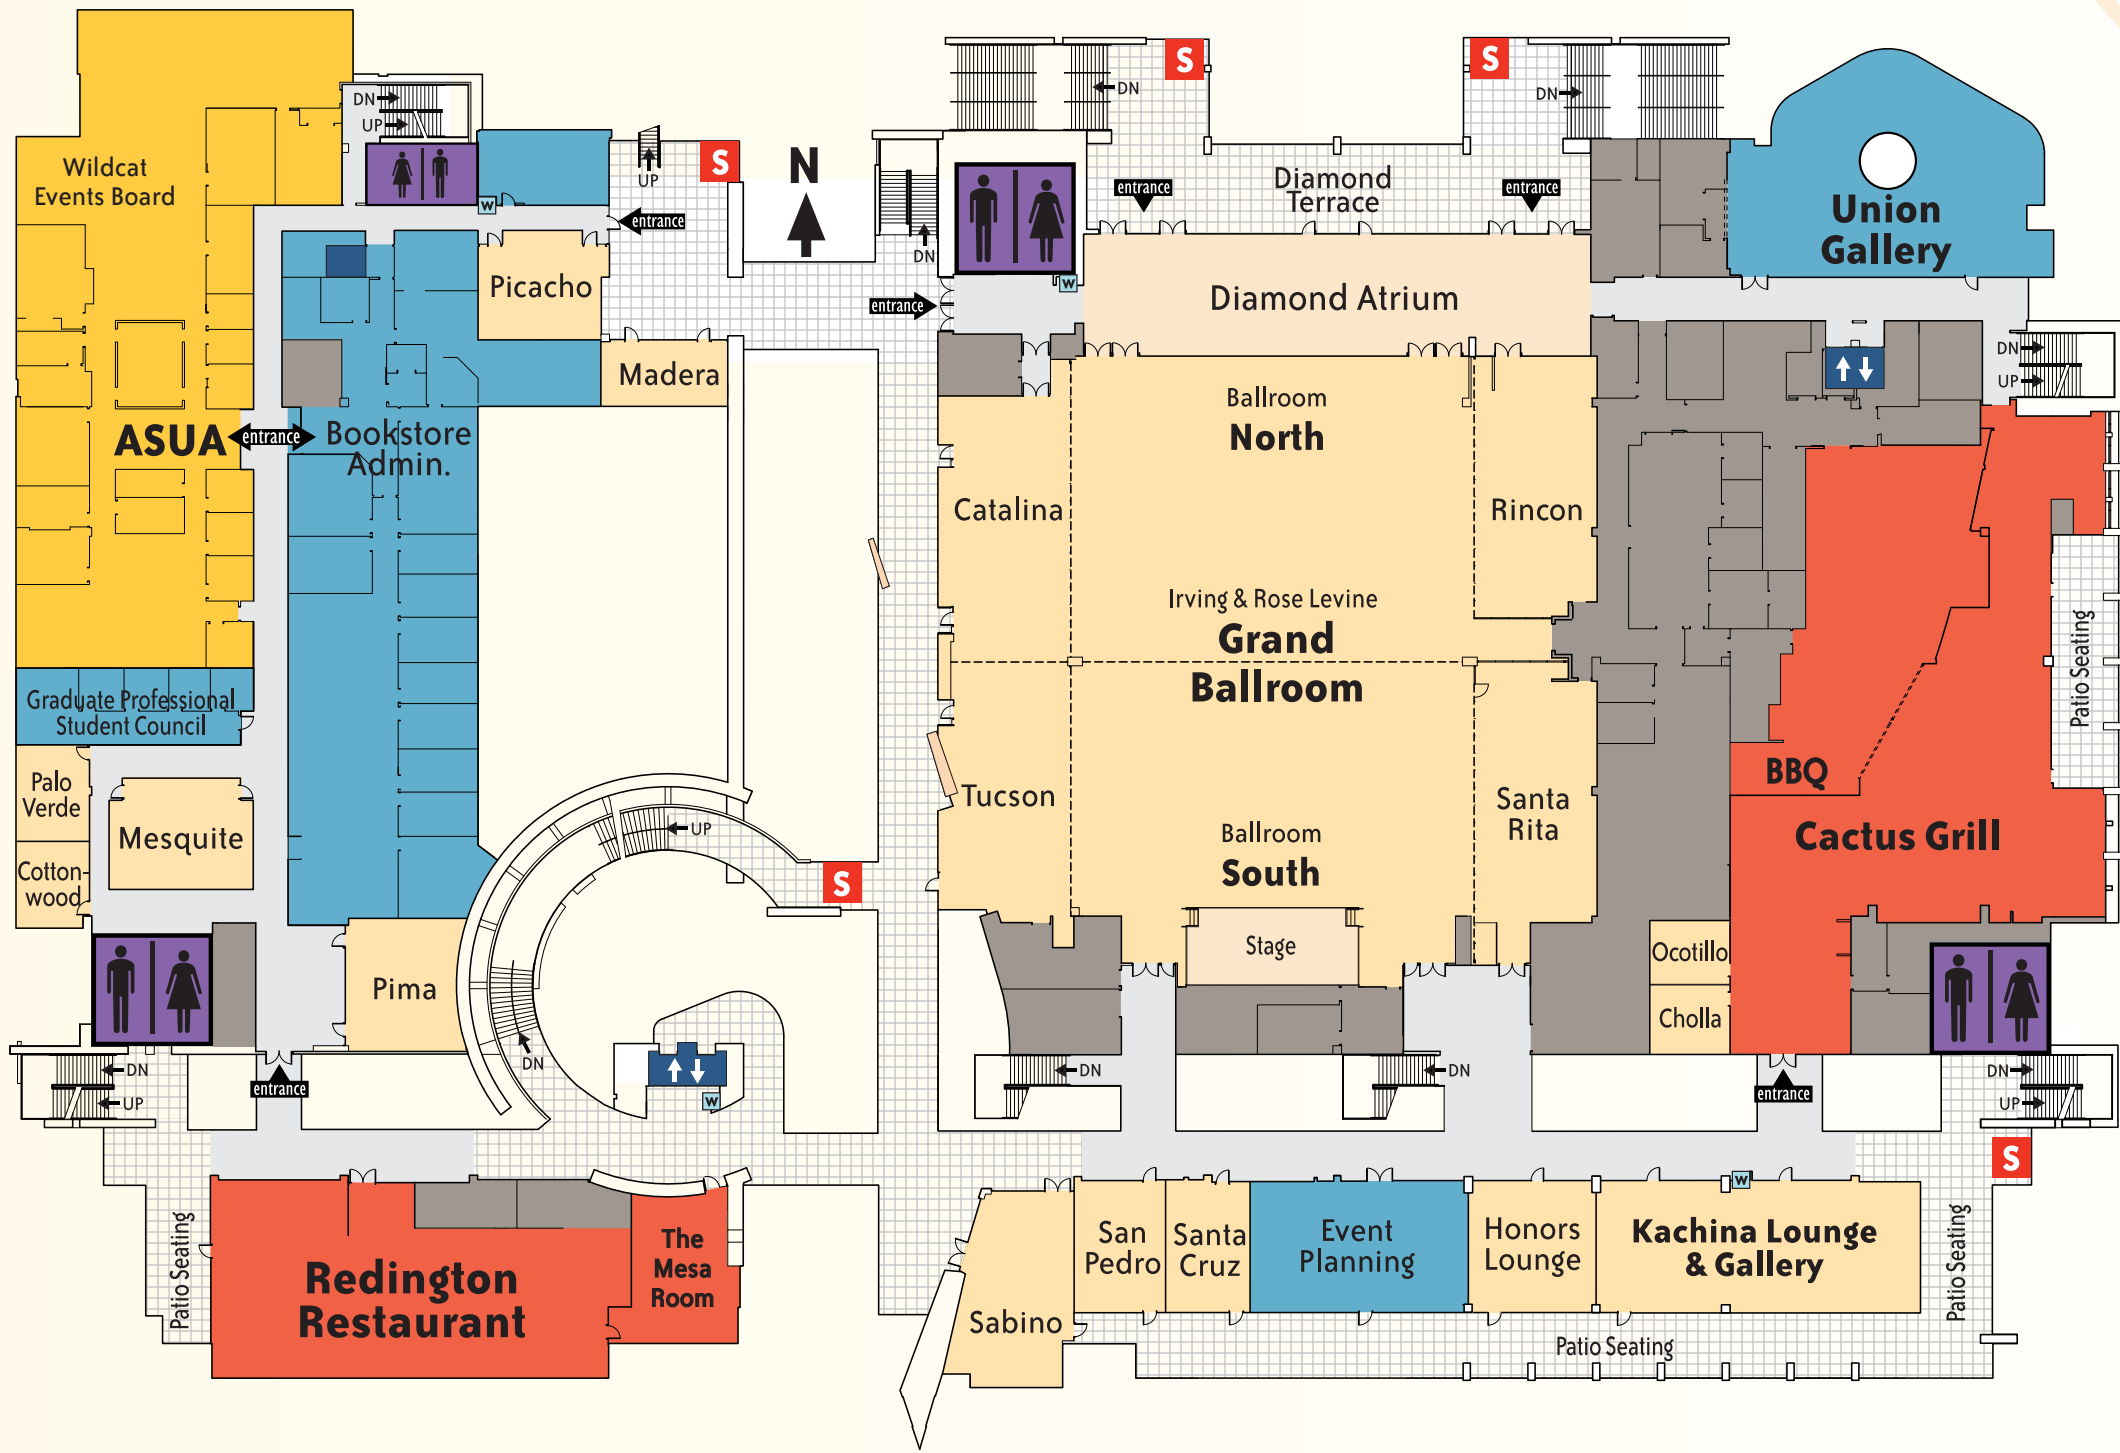 S
S
DN
DN
DN
UP
Wildcat
Events Board
S
UP
N
entrance
entrance
Diamond
Terrace
entrance
W
entrance
DN
Union
Gallery
Picacho
W
entrance
Diamond Atrium
Madera
DN
UP
Ballroom
North
ASUA
entrance
Bookstore
Admin.
Catalina
Rincon
Irving & Rose Levine
Grand
Ballroom
Patio Seating
Graduate Professional
Student Council
Palo
Verde
Mesquite
Cotton-
wood
UP
Tucson
Santa
Rita
BBQ
Cactus Grill
Ballroom
South
S
Stage
Ocotillo
Cholla
Pima
DN
DN
UP
entrance
W
DN
DN
entrance
DN
UP
S
W
Patio Seating
Redington
Restaurant
The
Mesa
Room
Sabino
San
Pedro
Santa
Cruz
Event
Planning
Honors
Lounge
Kachina Lounge
& Gallery
Patio Seating
Patio Seating